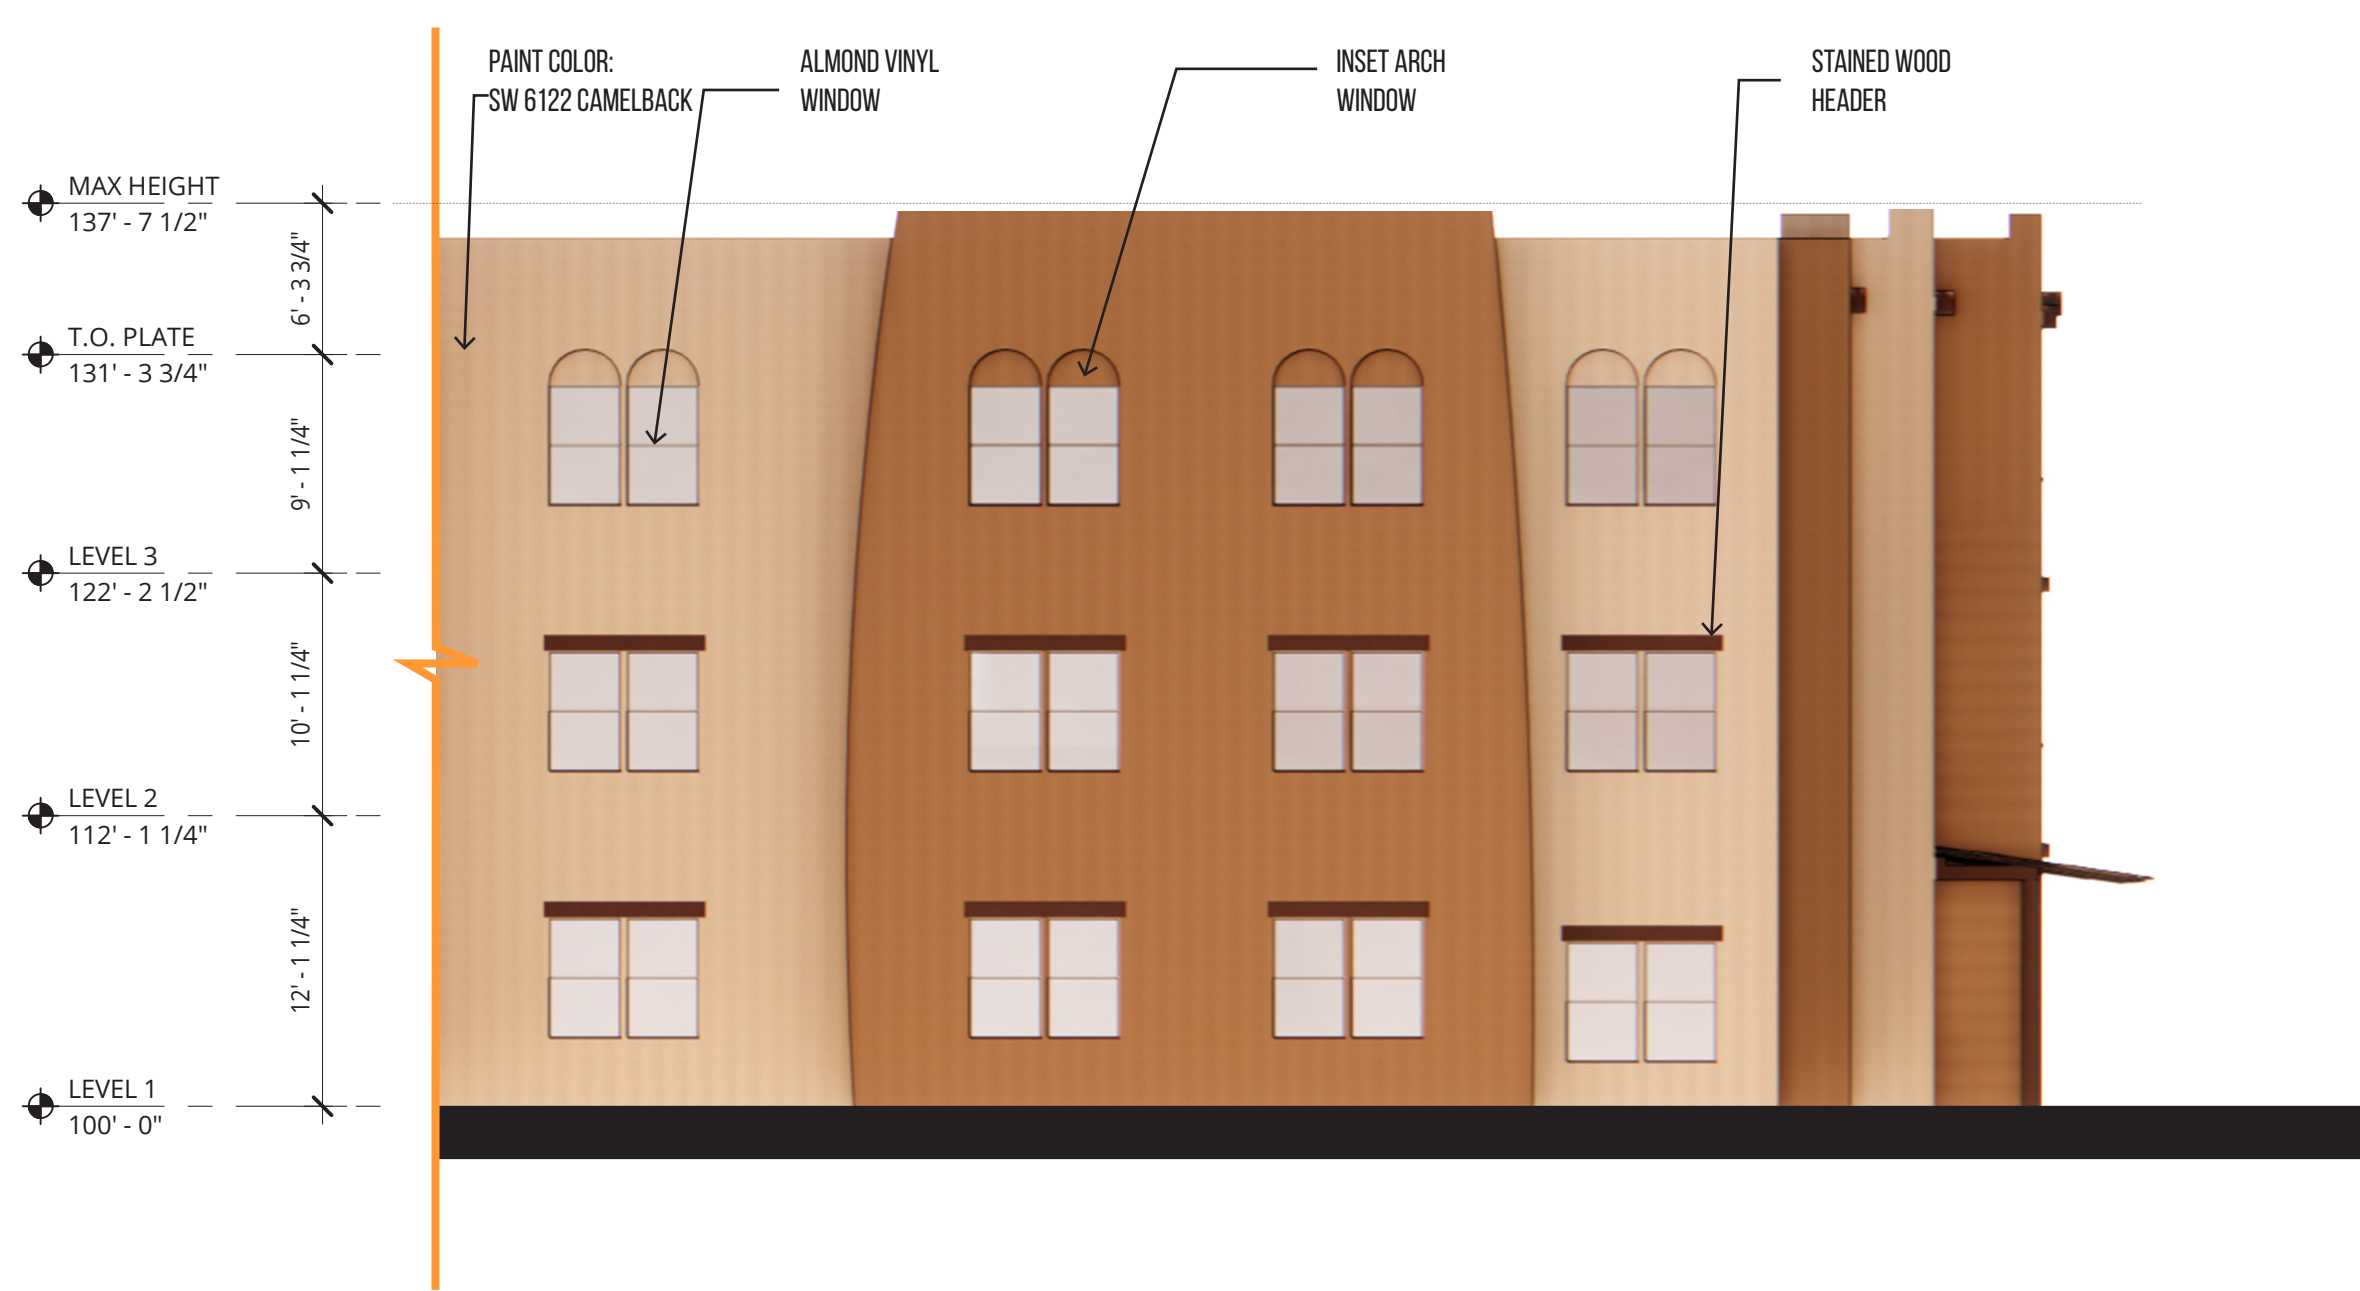 PAINT COLOR:
SW 6122 CAMELBACK
ALMOND VINYL
WINDOW
INSET ARCH
WINDOW
STAINED WOOD
HEADER
MAX HEIGHT
137' - 7 1/2"
6' - 3 3/4"
T.O. PLATE
131' - 3 3/4"
9' - 1 1/4"
LEVEL 3
122' - 2 1/2"
10' - 1 1/4"
LEVEL 2
112' - 1 1/4"
12' - 1 1/4"
LEVEL 1
100' - 0"